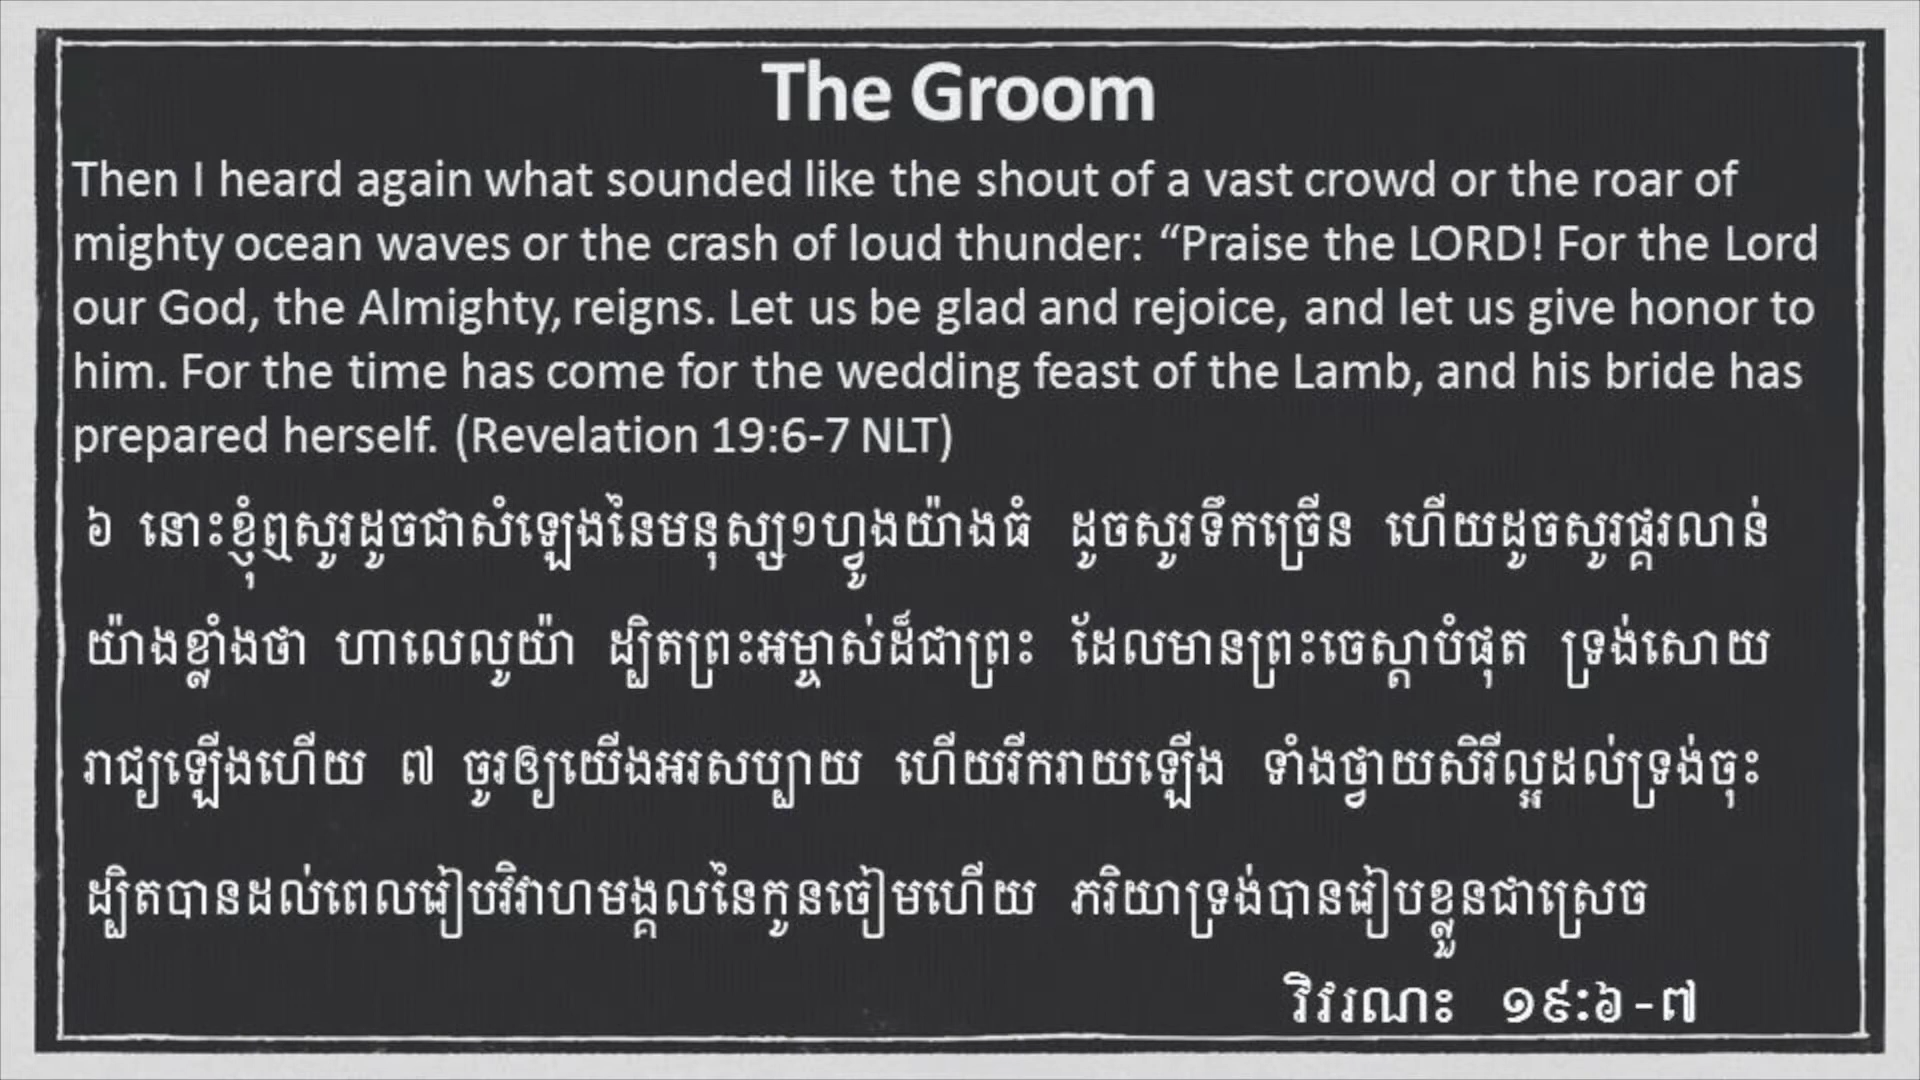 The Groom
Then I heard again what sounded like the shout of a vast crowd or the roar of
mighty ocean waves or the crash of loud thunder: “Praise the LORD! For the Lord
our God, the Almighty, reigns. Let us be glad and rejoice, and let us give honor to
him. For the time has come for the wedding feast of the Lamb, and his bride has
prepared herself. (Revelation 19:6-7 NLT)
៦ នោះខ្ញុំឮសូរដូចជាសំឡេងនៃមនុស្ស១ហ្វូងយ៉ាងធំ ដូចសូរទឹកច្រើន ហើយដូចសូរផ្គរលាន់
យ៉ាងខ្លាំងថា ហាលេលូយ៉ា ដ្បិតព្រះអម្ចាស់ដ៏ជាព្រះ ដែលមានព្រះចេស្តាបំផុត ទ្រង់សោយ
រាជ្យឡើងហើយ ៧ ចូរឲ្យយើងអរសប្បាយ ហើយរីករាយឡើង ទាំងថ្វាយសិរីល្អដល់ទ្រង់ចុះ
ដ្បិតបានដល់ពេលរៀបវិវាហមង្គលនៃកូនចៀមហើយ ភរិយាទ្រង់បានរៀបខ្លួនជាស្រេច
វិវរណះ ១៩:៦-៧